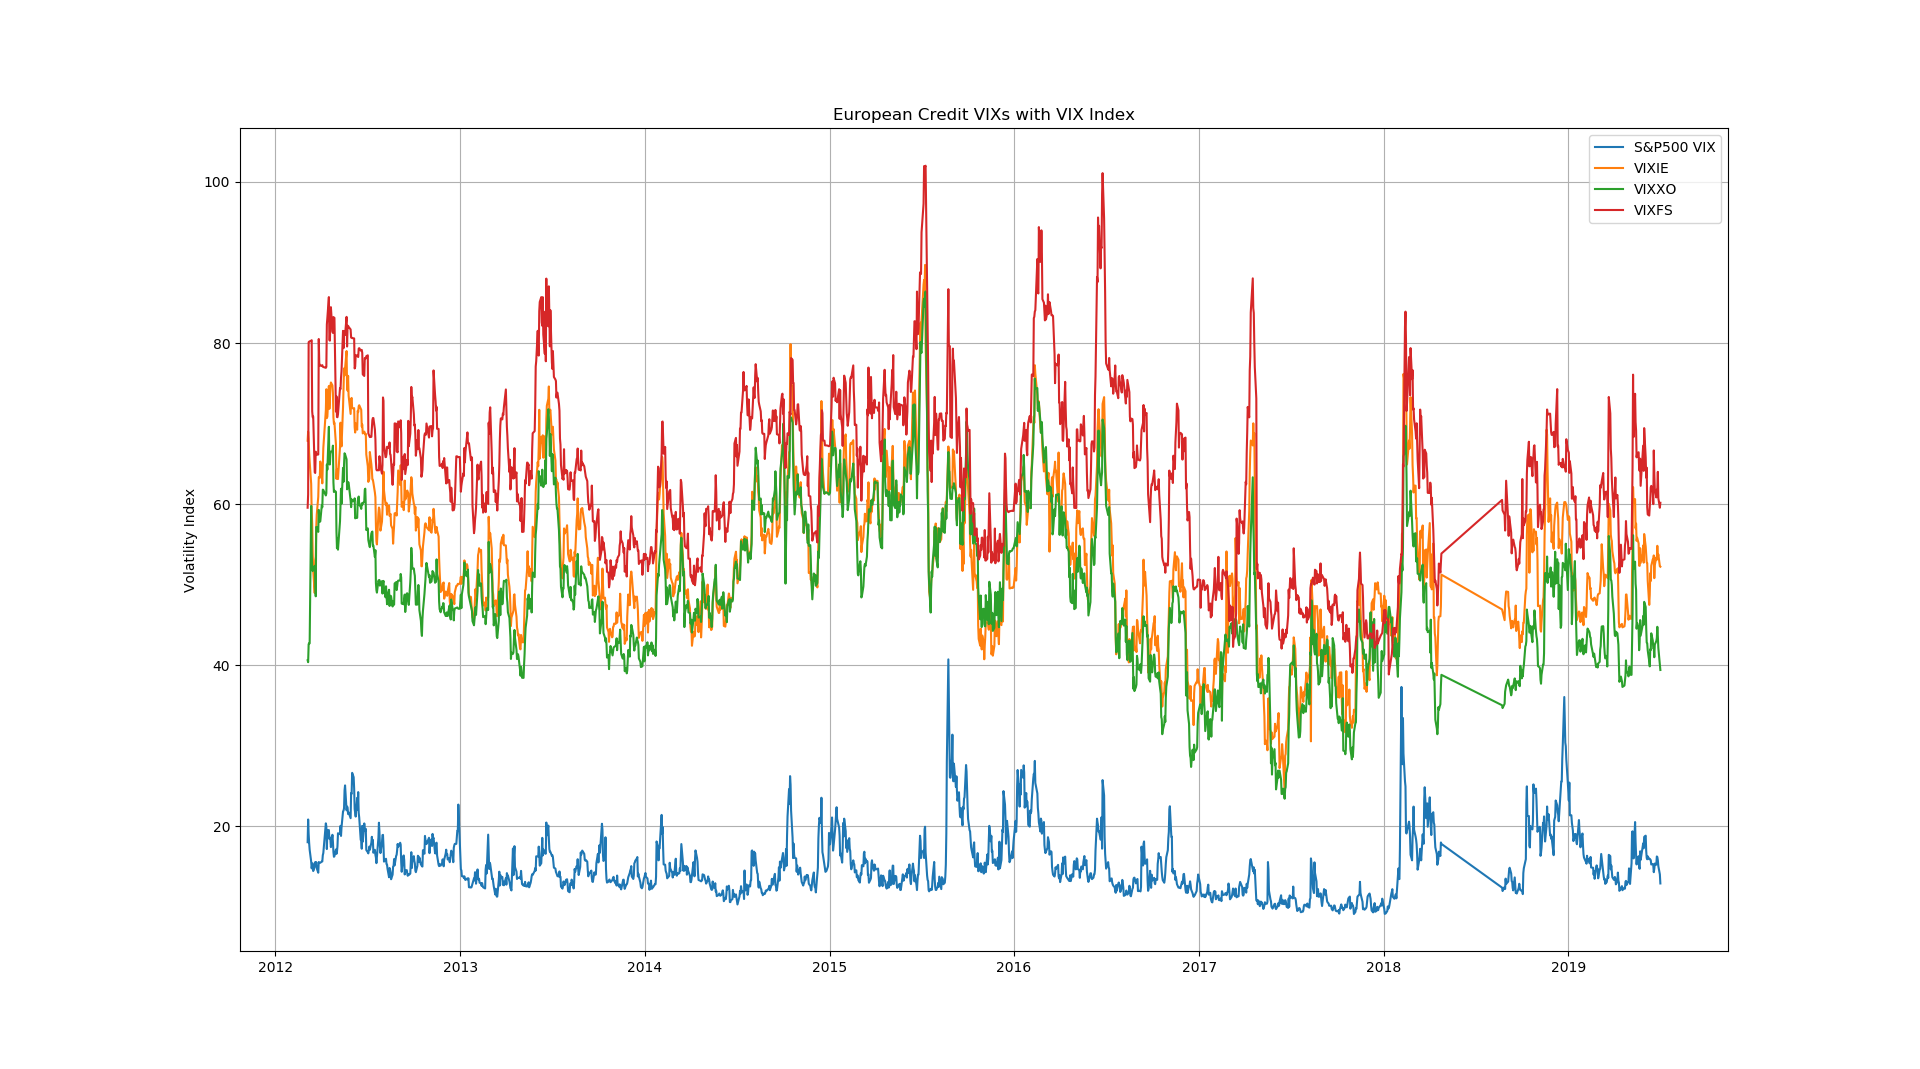 European Credit VIXs with VIX Index
S&P500 VIX
VIXIE
VIXXO
VIXFS
Volatility Index
100
80
60
40
20
2012 2013 2014 2015 2016 2017 2018 2019